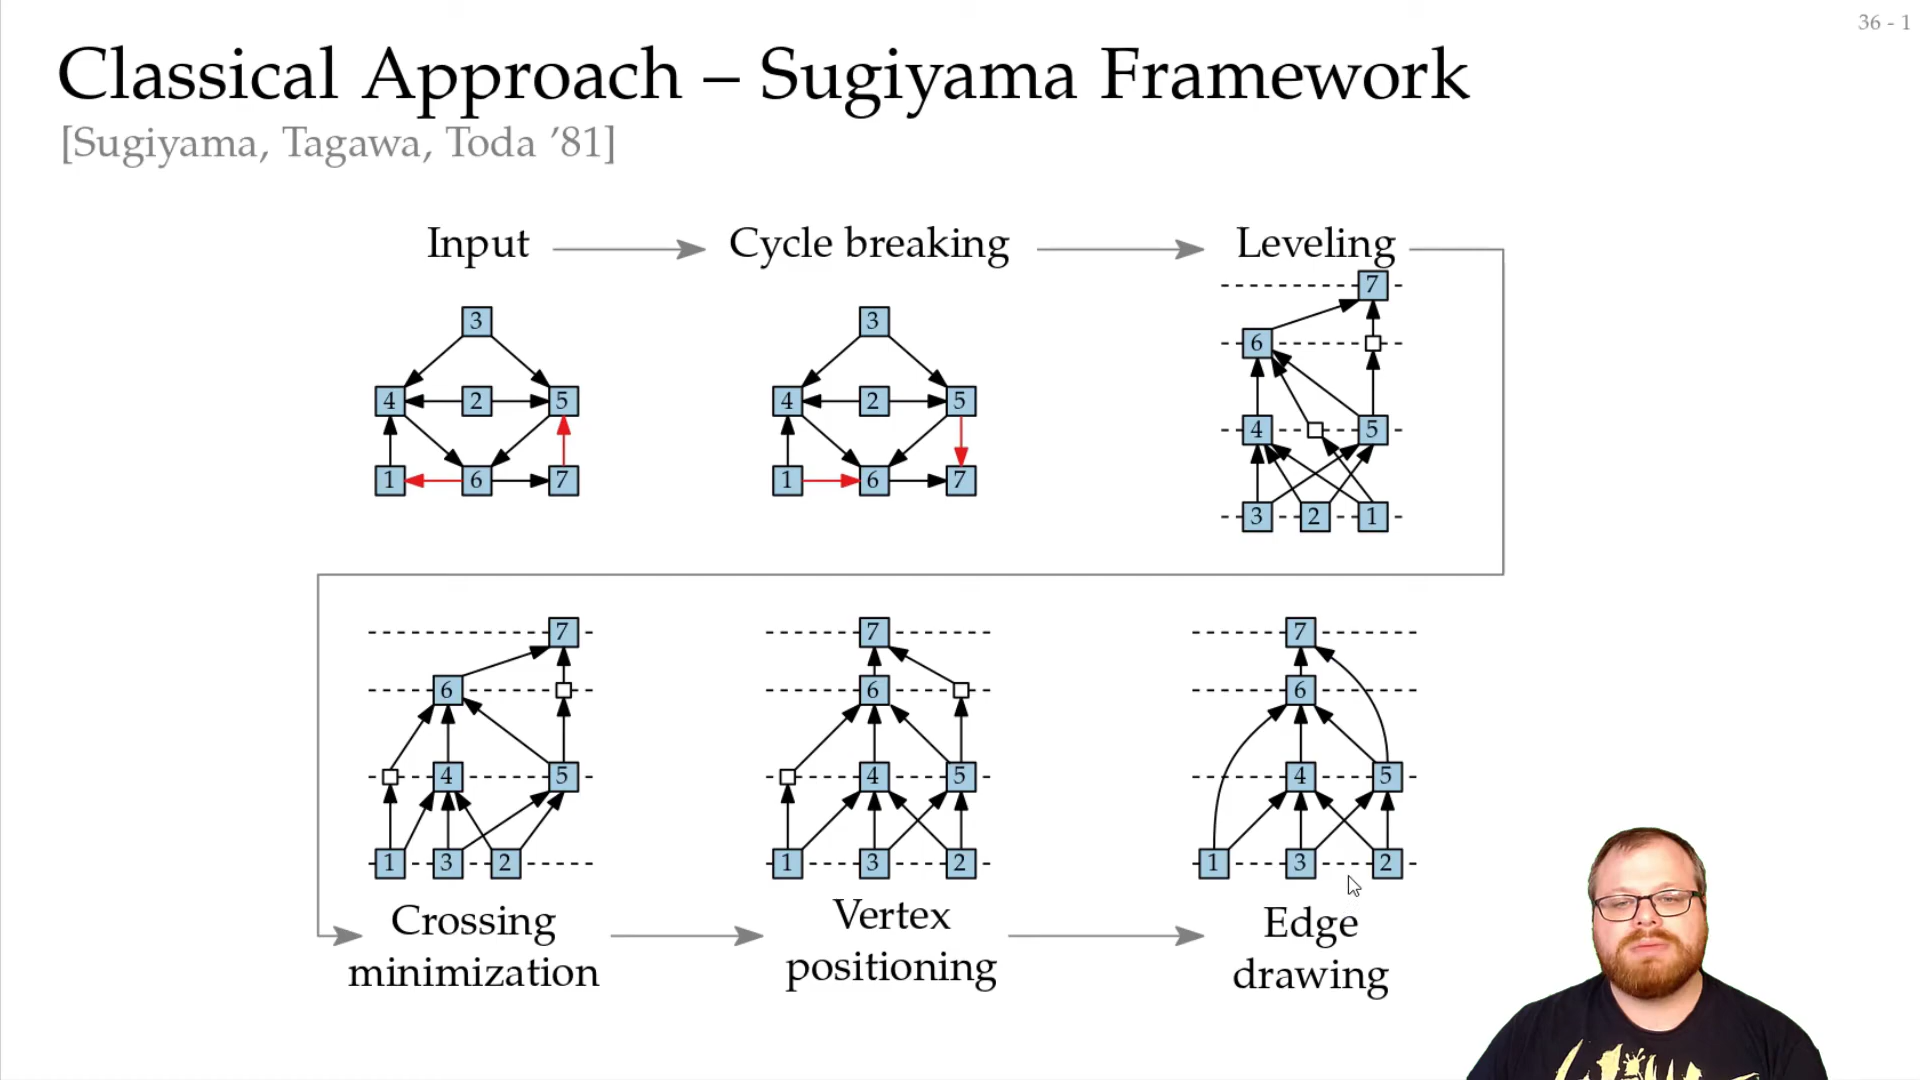 36 - 1
Classical Approach – Sugiyama Framework
[Sugiyama, Tagawa, Toda ’81]
Input
Cycle breaking
Leveling
3
4 2 5
1 6 7
3
4 2 5
1 6 7
7
6
4 5
3 2 1
7
6
4 5
1 3 2
7
6
4 5
1 3 2
7
6
4 5
1 3 2
Crossing
minimization
Vertex
positioning
Edge
drawing